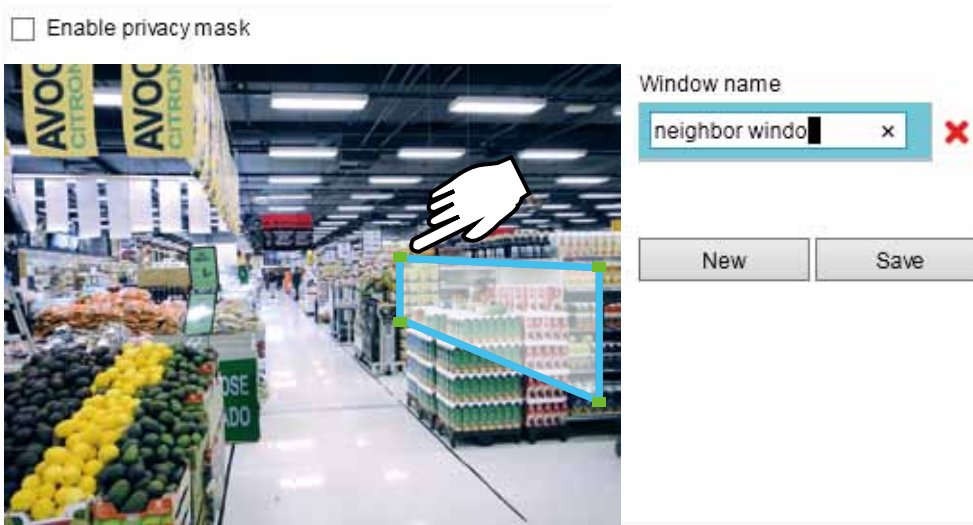 Enable privacy mask
Window name
neighbor windo
New
Save
AVOC
CITRON
AVOC
CITRON
OSE
ADO